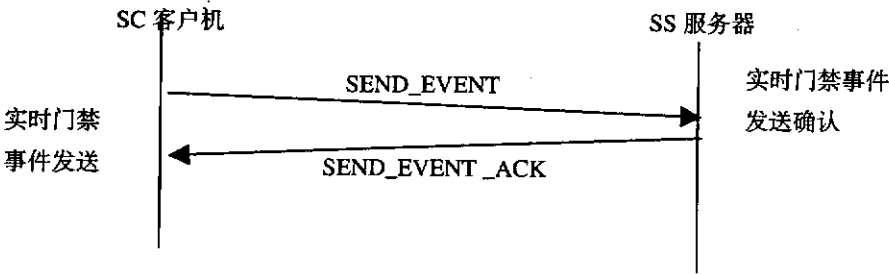 SC 客户机
SS 服务器
SEND_EVENT
实时门禁事件
发送确认
实时门禁
事件发送
SEND_EVENT _ACK